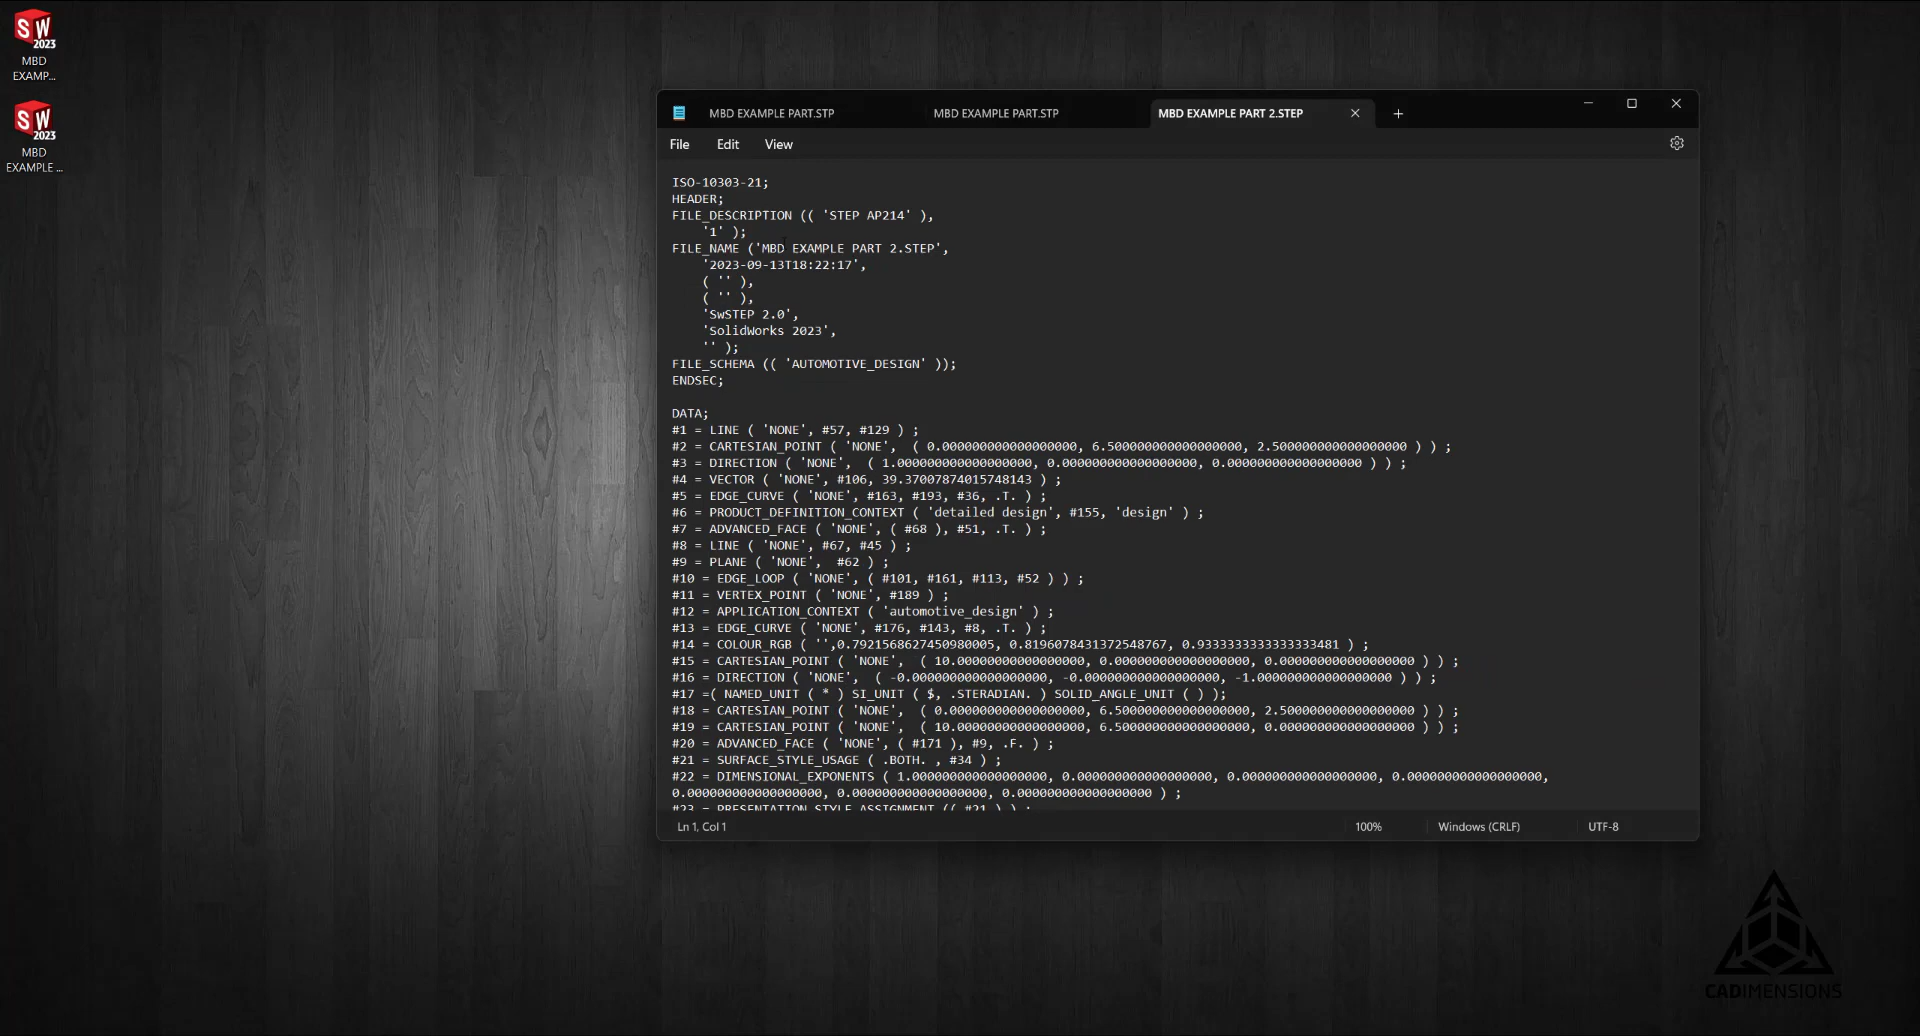 SW
2023
MBD
EXAMP...
SW
2023
MBD
EXAMPLE ...
MBD EXAMPLE PART.STP
MBD EXAMPLE PART.STP
MBD EXAMPLE PART 2.STEP
File Edit View
ISO-10303-21;
HEADER;
FILE_DESCRIPTION (( 'STEP AP214' ),
'1' );
FILE_NAME ('MBD EXAMPLE PART 2.STEP',
'2023-09-13T18:22:17',
( '' ),
( '' ),
'SwSTEP 2.0',
'SolidWorks 2023',
'' );
FILE_SCHEMA (( 'AUTOMOTIVE_DESIGN' ));
ENDSEC;
DATA;
#1 = LINE ( 'NONE', #57, #129 ) ;
#2 = CARTESIAN_POINT ( 'NONE', ( 0.000000000000000000, 6.500000000000000000, 2.500000000000000000 ) ) ;
#3 = DIRECTION ( 'NONE', ( 1.000000000000000000, 0.000000000000000000, 0.000000000000000000 ) ) ;
#4 = VECTOR ( 'NONE', #106, 39.37007874015748143 ) ;
#5 = EDGE_CURVE ( 'NONE', #163, #193, #36, .T. ) ;
#6 = PRODUCT_DEFINITION_CONTEXT ( 'detailed design', #155, 'design' ) ;
#7 = ADVANCED_FACE ( 'NONE', ( #68 ), #51, .T. ) ;
#8 = LINE ( 'NONE', #67, #45 ) ;
#9 = PLANE ( 'NONE', #62 ) ;
#10 = EDGE_LOOP ( 'NONE', ( #101, #161, #113, #52 ) ) ;
#11 = VERTEX_POINT ( 'NONE', #189 ) ;
#12 = APPLICATION_CONTEXT ( 'automotive_design' ) ;
#13 = EDGE_CURVE ( 'NONE', #176, #143, #8, .T. ) ;
#14 = COLOUR_RGB ( '',0.7921568627450980005, 0.8196078431372548767, 0.9333333333333333481 ) ;
#15 = CARTESIAN_POINT ( 'NONE', ( 10.00000000000000000, 0.000000000000000000, 0.000000000000000000 ) ) ;
#16 = DIRECTION ( 'NONE', ( -0.000000000000000000, -0.000000000000000000, -1.000000000000000000 ) ) ;
#17 =( NAMED_UNIT ( * ) SI_UNIT ( $, .STERADIAN. ) SOLID_ANGLE_UNIT ( ) );
#18 = CARTESIAN_POINT ( 'NONE', ( 0.000000000000000000, 6.500000000000000000, 2.500000000000000000 ) ) ;
#19 = CARTESIAN_POINT ( 'NONE', ( 10.00000000000000000, 6.500000000000000000, 0.000000000000000000 ) ) ;
#20 = ADVANCED_FACE ( 'NONE', ( #171 ), #9, .F. ) ;
#21 = SURFACE_STYLE_USAGE ( .BOTH. , #34 ) ;
#22 = DIMENSIONAL_EXPONENTS ( 1.000000000000000000, 0.000000000000000000, 0.000000000000000000, 0.000000000000000000,
0.000000000000000000, 0.000000000000000000, 0.000000000000000000 ) ;
#23 = PRESENTATION_STYLE_ASSIGNMENT (( #21 ) ) ;
Ln 1, Col 1
100%
Windows (CRLF)
UTF-8
CADIMENSIONS